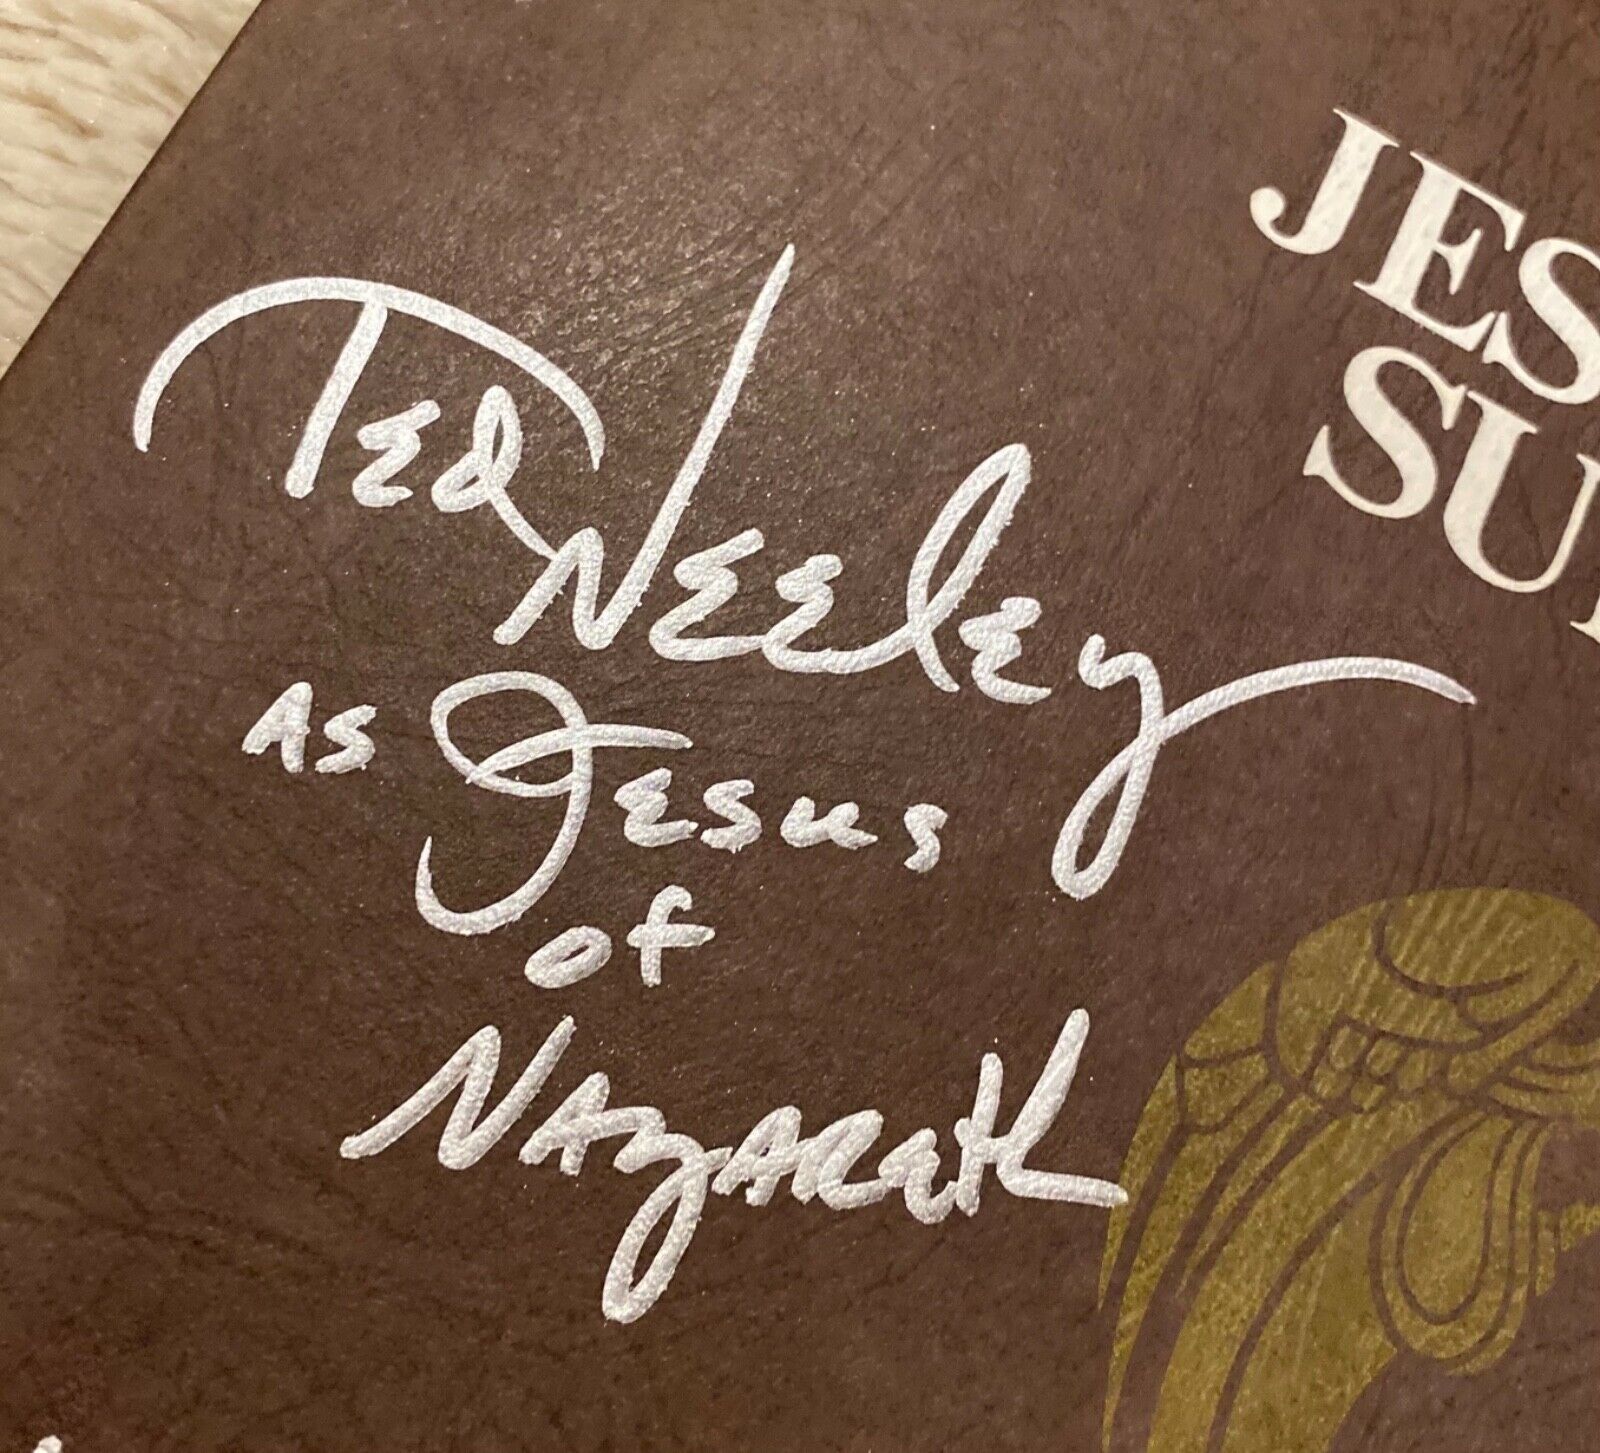 JES
SU
Ted Neeley
As Jesus
of
Nazareth